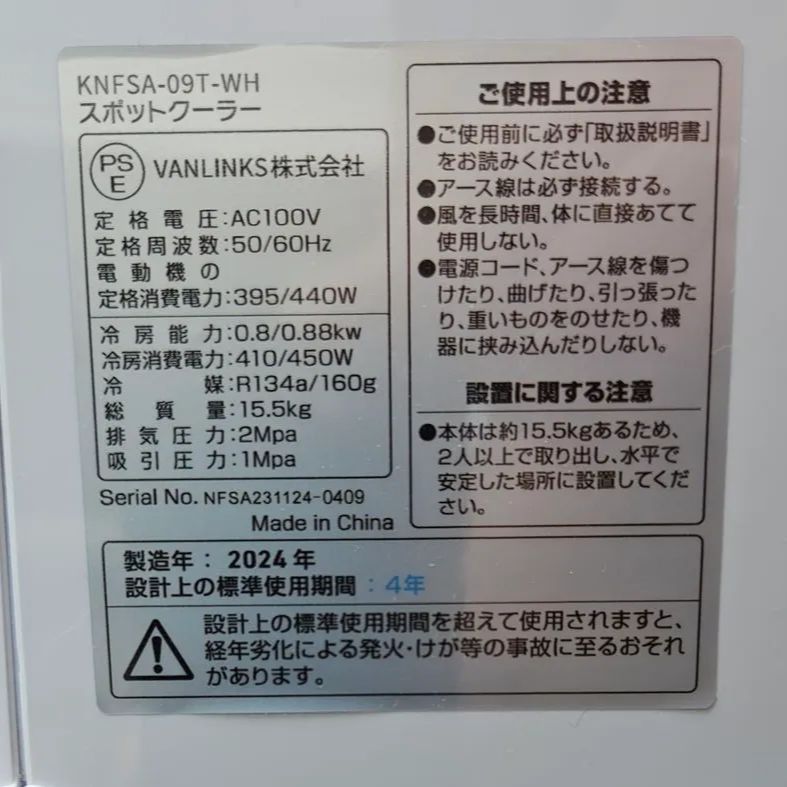 KNFSA-09T-WH
スポットクーラー
PS
E
VANLINKS株式会社
定格電圧:AC100V
定格周波数:50/60Hz
電動機の
定格消費電力:395/440W
冷房能力:0.8/0.88kw
冷房消費電力:410/450W
冷媒:R134a/160g
総質量:15.5kg
排気圧力:2Mpa
吸引圧力:1Mpa
Serial No. NFSA231124-0409
Made in China
ご使用上の注意
●ご使用前に必ず「取扱説明書」
をお読みください。
●アース線は必ず接続する。
●風を長時間、体に直接あてて
使用しない。
●電源コード、アース線を傷つ
けたり、曲げたり、引っ張った
り、重いものをのせたり、機
器に挟み込んだりしない。
設置に関する注意
●本体は約15.5kgあるため、
2人以上で取り出し、水平で
安定した場所に設置してくだ
さい。
製造年：2024年
設計上の標準使用期間：4年
設計上の標準使用期間を超えて使用されますと、
経年劣化による発火・けが等の事故に至るおそれ
があります。